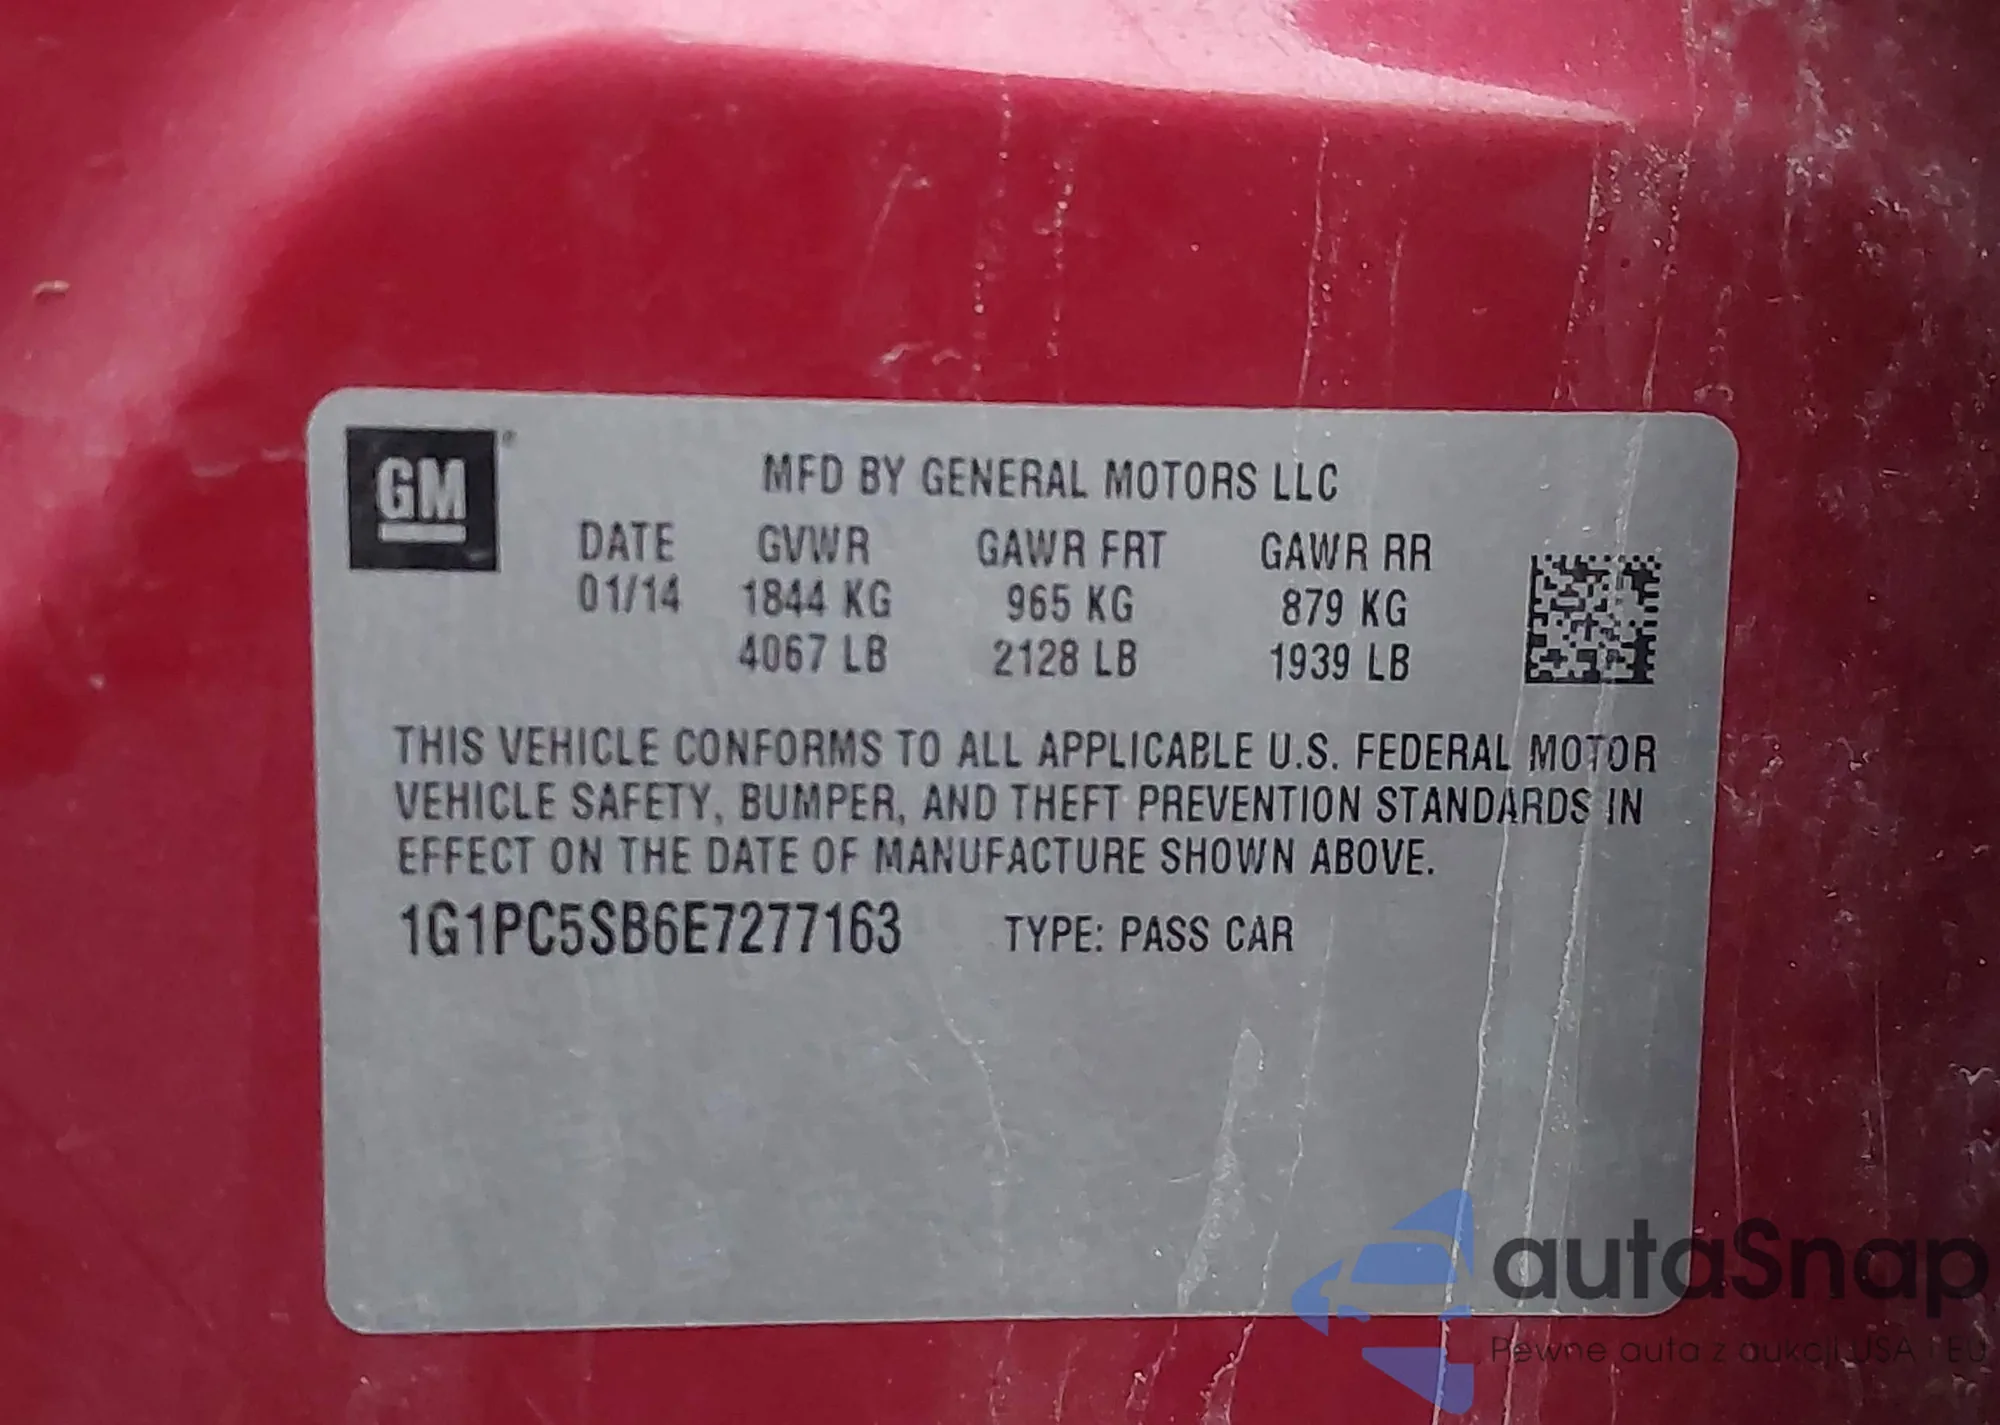 GM
MFD BY GENERAL MOTORS LLC
DATE GVWR GAWR FRT GAWR RR
01/14 1844 KG 965 KG 879 KG
4067 LB 2128 LB 1939 LB
THIS VEHICLE CONFORMS TO ALL APPLICABLE U.S. FEDERAL MOTOR
VEHICLE SAFETY, BUMPER, AND THEFT PREVENTION STANDARDS IN
EFFECT ON THE DATE OF MANUFACTURE SHOWN ABOVE.
1G1PC5SB6E7277163 TYPE: PASS CAR
autaSnap
Pewne auta z aukcji USA i EU